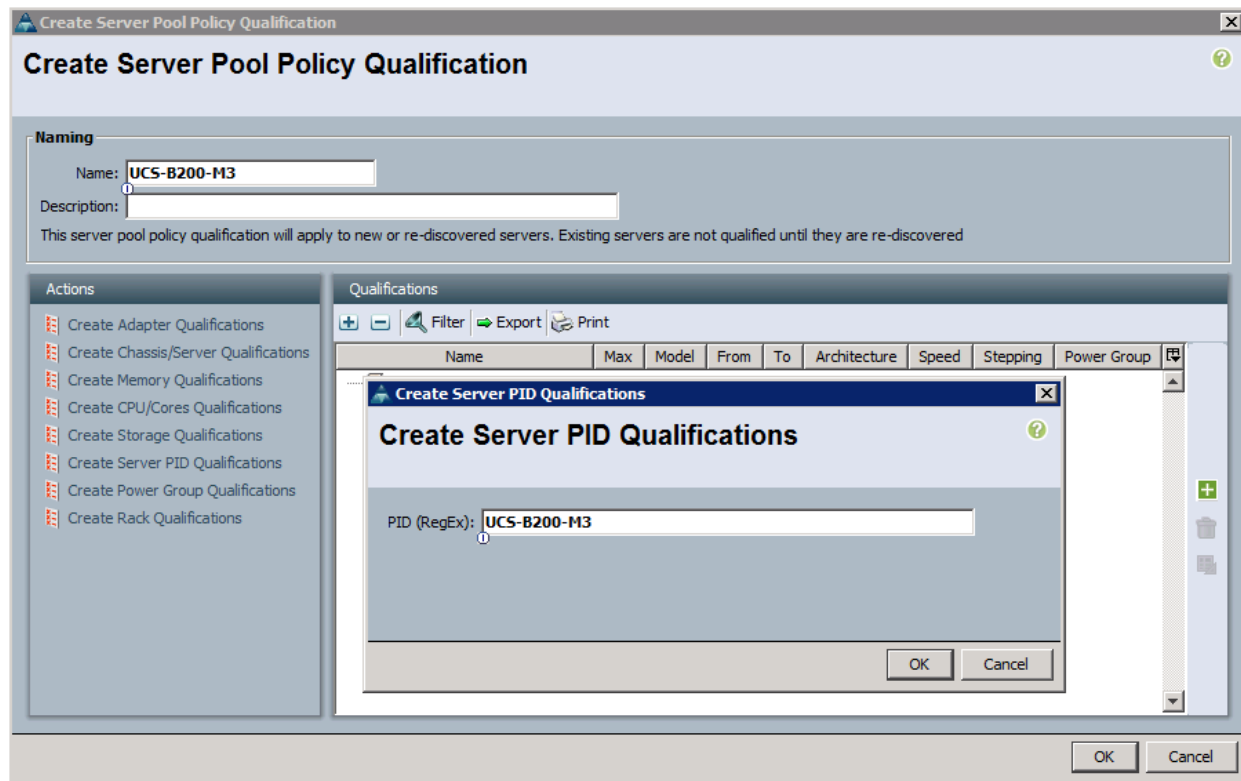 Create Server Pool Policy Qualification
Create Server Pool Policy Qualification
Naming
Name: UCS-B200-M3
Description:
This server pool policy qualification will apply to new or re-discovered servers. Existing servers are not qualified until they are re-discovered
Actions
Create Adapter Qualifications
Create Chassis/Server Qualifications
Create Memory Qualifications
Create CPU/Cores Qualifications
Create Storage Qualifications
Create Server PID Qualifications
Create Power Group Qualifications
Create Rack Qualifications
Qualifications
Filter Export Print
Name Max Model From To Architecture Speed Stepping Power Group
Create Server PID Qualifications
Create Server PID Qualifications
PID (RegEx): UCS-B200-M3
OK Cancel
OK Cancel